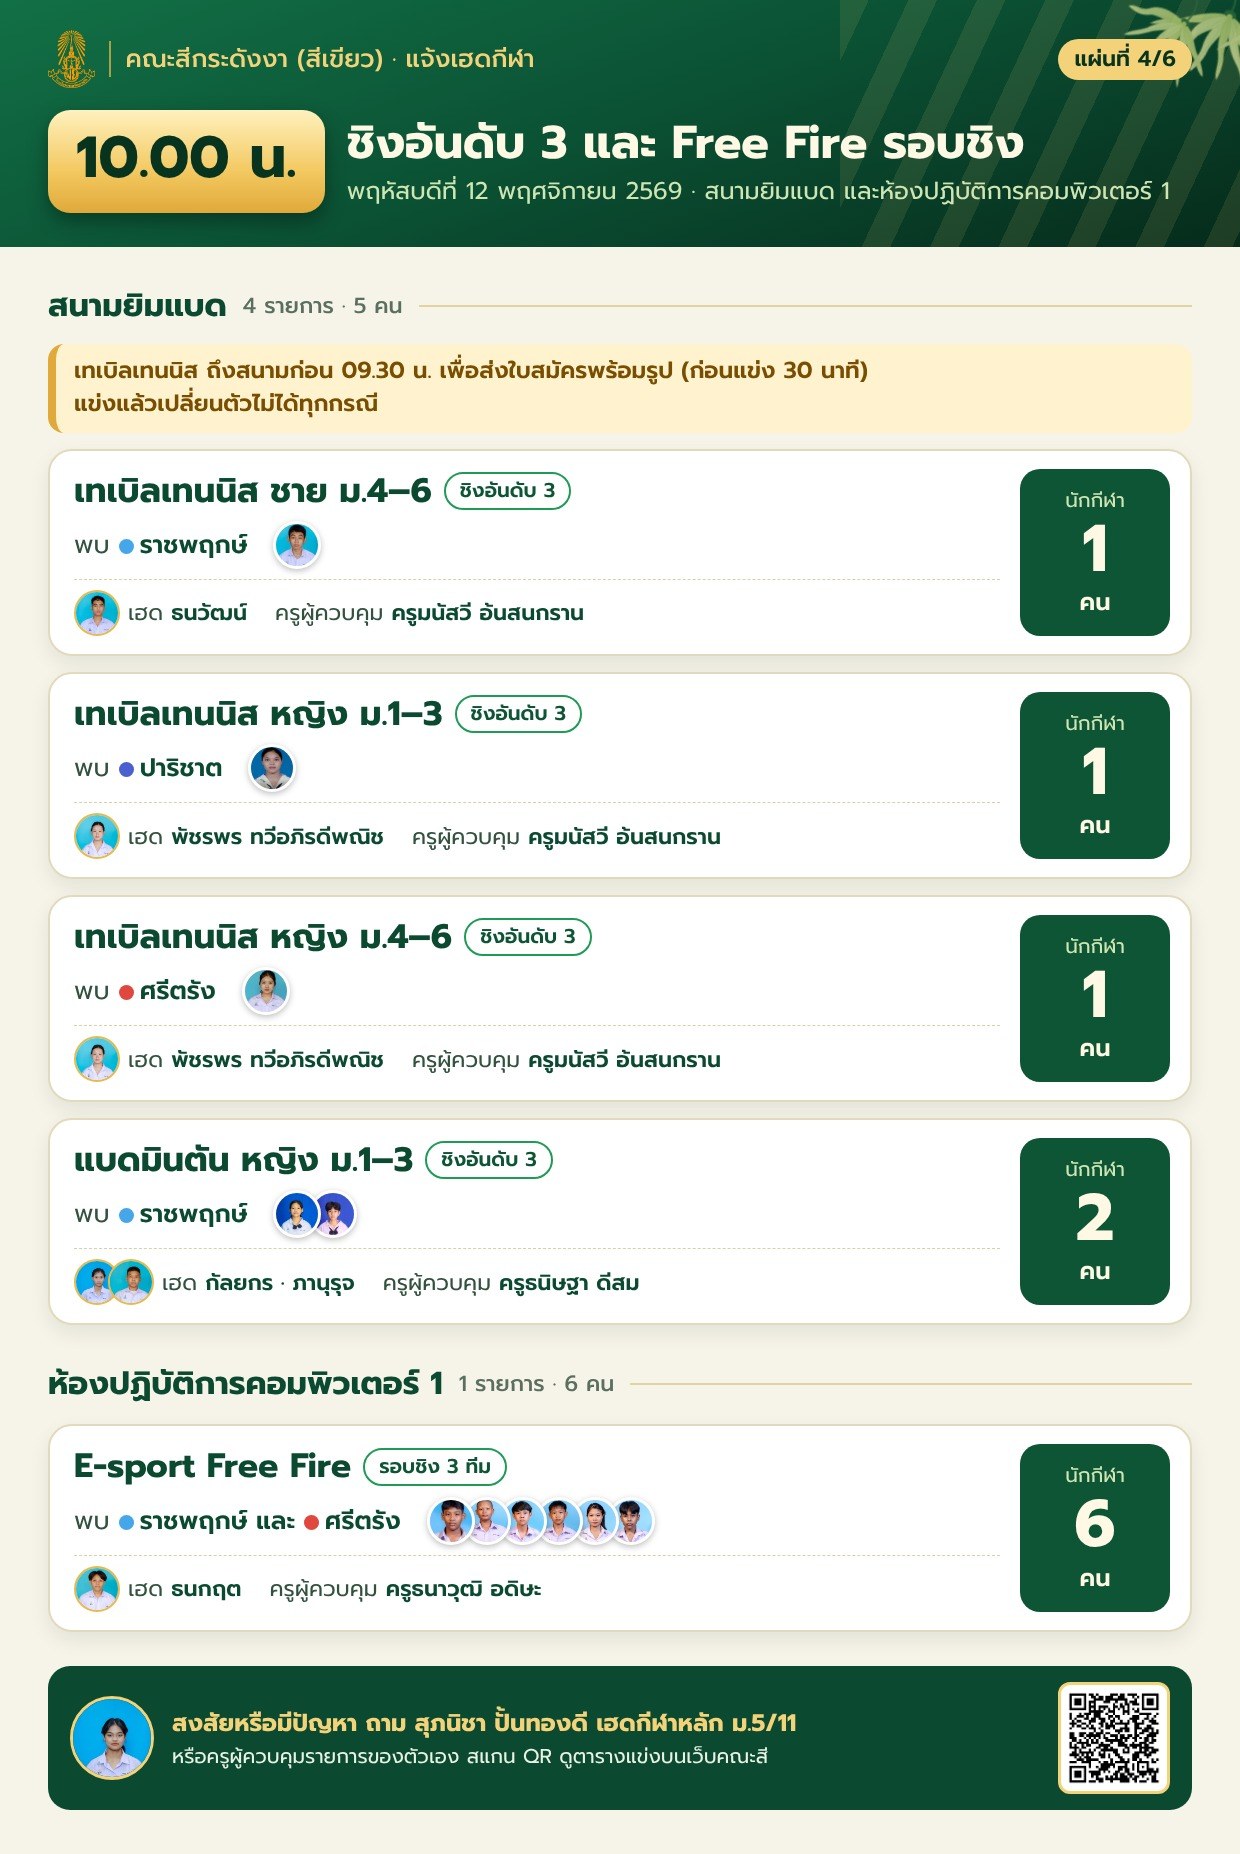 คณะสีกระดังงา (สีเขียว) · แจ้งเฮดกีฬา
แผ่นที่ 4/6
10.00 น.
ชิงอันดับ 3 และ Free Fire รอบชิง
พฤหัสบดีที่ 12 พฤศจิกายน 2569 · สนามยิมแบด และห้องปฏิบัติการคอมพิวเตอร์ 1
สนามยิมแบด 4 รายการ · 5 คน
เทเบิลเทนนิส ถึงสนามก่อน 09.30 น. เพื่อส่งใบสมัครพร้อมรูป (ก่อนแข่ง 30 นาที)
แข่งแล้วเปลี่ยนตัวไม่ได้ทุกกรณี
เทเบิลเทนนิส ชาย ม.4–6 ชิงอันดับ 3
พบ ราชพฤกษ์
เฮด ธนวัฒน์ ครูผู้ควบคุม ครูมนัสวี อ้นสนกราน
นักกีฬา
1
คน
เทเบิลเทนนิส หญิง ม.1–3 ชิงอันดับ 3
พบ ปาริชาต
เฮด พัชรพร ทวีอภิรดีพณิช ครูผู้ควบคุม ครูมนัสวี อ้นสนกราน
นักกีฬา
1
คน
เทเบิลเทนนิส หญิง ม.4–6 ชิงอันดับ 3
พบ ศรีตรัง
เฮด พัชรพร ทวีอภิรดีพณิช ครูผู้ควบคุม ครูมนัสวี อ้นสนกราน
นักกีฬา
1
คน
แบดมินตัน หญิง ม.1–3 ชิงอันดับ 3
พบ ราชพฤกษ์
เฮด กัลยกร · ภานุรุจ ครูผู้ควบคุม ครูธนิษฐา ดีสม
นักกีฬา
2
คน
ห้องปฏิบัติการคอมพิวเตอร์ 1 1 รายการ · 6 คน
E-sport Free Fire รอบชิง 3 ทีม
พบ ราชพฤกษ์ และ ศรีตรัง
เฮด ธนกฤต ครูผู้ควบคุม ครูธนาวุฒิ อดิษะ
นักกีฬา
6
คน
สงสัยหรือมีปัญหา ถาม สุภนิชา ปั้นทองดี เฮดกีฬาหลัก ม.5/11
หรือครูผู้ควบคุมรายการของตัวเอง สแกน QR ดูตารางแข่งบนเว็บคณะสี